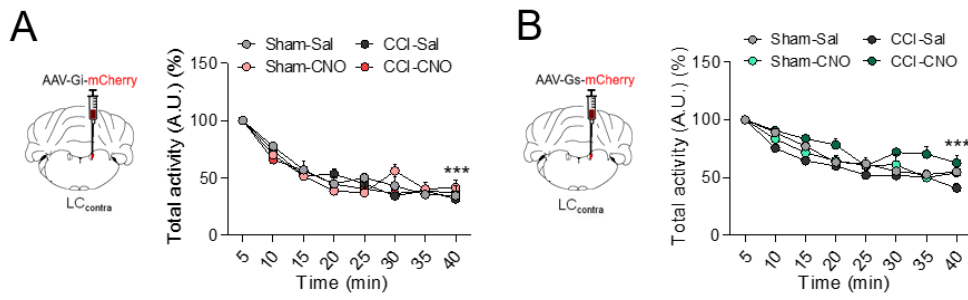 A
AAV-Gi-mCherry
LCcontra
Sham-Sal
CCI-Sal
Sham-CNO
CCI-CNO
Total activity (A.U.) (%)
150
100
50
0
***
5
10
15
20
25
30
35
40
Time (min)
B
AAV-Gs-mCherry
LCcontra
Sham-Sal
CCI-Sal
Sham-CNO
CCI-CNO
Total activity (A.U.) (%)
150
100
50
0
***
5
10
15
20
25
30
35
40
Time (min)